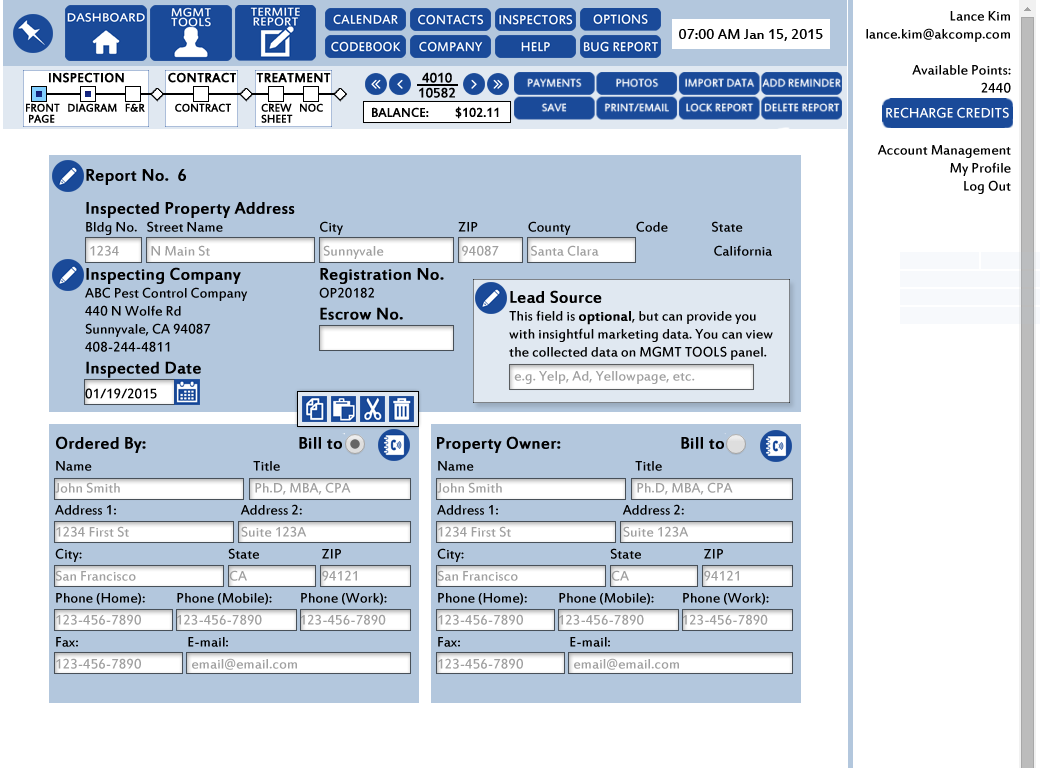 DASHBOARD
MGMT TOOLS
TERMITE REPORT
CALENDAR CONTACTS INSPECTORS OPTIONS
CODEBOOK COMPANY HELP BUG REPORT
07:00 AM Jan 15, 2015
Lance Kim
lance.kim@akcomp.com
Available Points:
2440
RECHARGE CREDITS
Account Management
My Profile
Log Out
INSPECTION CONTRACT TREATMENT
FRONT PAGE DIAGRAM F&R CONTRACT CREW SHEET NOC
4010
10582
BALANCE: $102.11
PAYMENTS PHOTOS IMPORT DATA ADD REMINDER
SAVE PRINT/EMAIL LOCK REPORT DELETE REPORT
Report No. 6
Inspected Property Address
Bldg No. Street Name City ZIP County Code State
1234 N Main St Sunnyvale 94087 Santa Clara California
Inspecting Company
ABC Pest Control Company
440 N Wolfe Rd
Sunnyvale, CA 94087
408-244-4811
Registration No.
OP20182
Escrow No.
Inspected Date
01/19/2015
Lead Source
This field is optional, but can provide you
with insightful marketing data. You can view
the collected data on MGMT TOOLS panel.
e.g. Yelp, Ad, Yellowpage, etc.
Ordered By: Bill to
Name Title
John Smith Ph.D, MBA, CPA
Address 1: Address 2:
1234 First St Suite 123A
City: State ZIP
San Francisco CA 94121
Phone (Home): Phone (Mobile): Phone (Work):
123-456-7890 123-456-7890 123-456-7890
Fax: E-mail:
123-456-7890 email@email.com
Property Owner: Bill to
Name Title
John Smith Ph.D, MBA, CPA
Address 1: Address 2:
1234 First St Suite 123A
City: State ZIP
San Francisco CA 94121
Phone (Home): Phone (Mobile): Phone (Work):
123-456-7890 123-456-7890 123-456-7890
Fax: E-mail:
123-456-7890 email@email.com